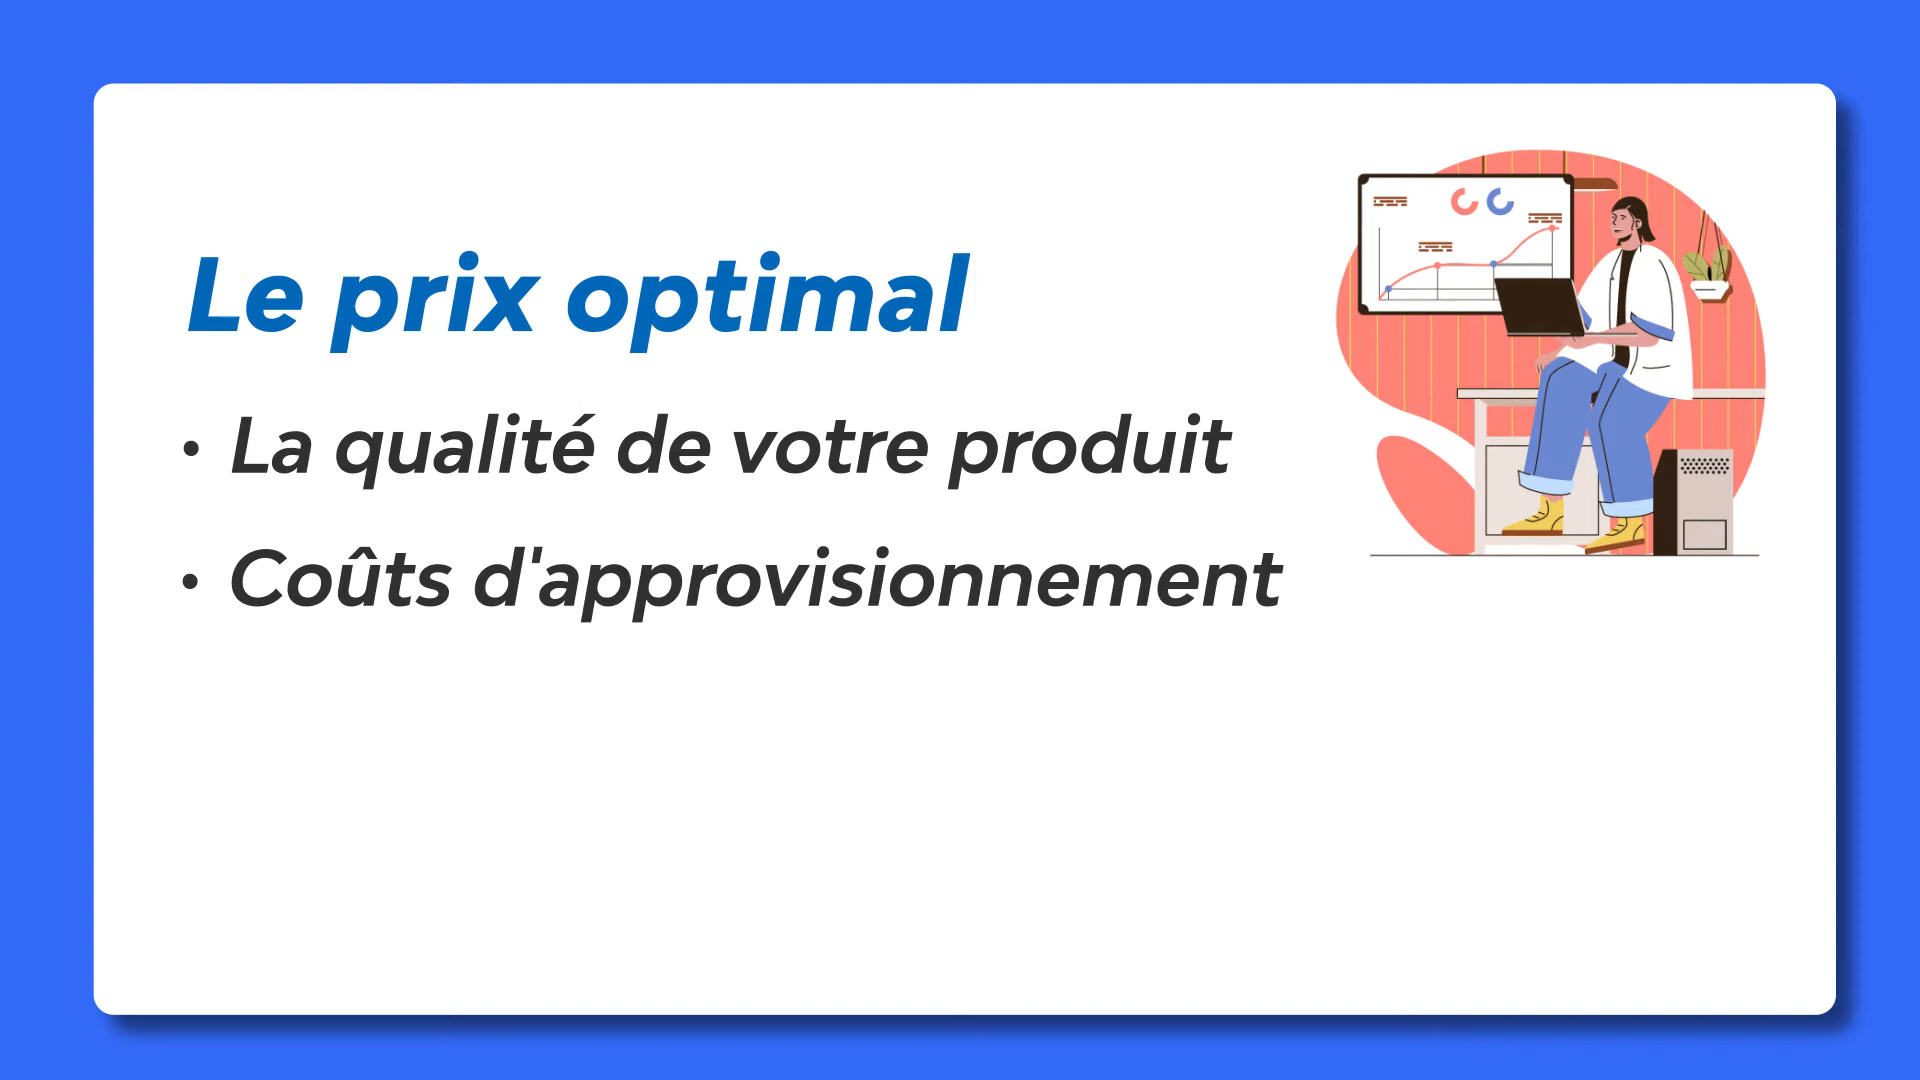 Le prix optimal
• La qualité de votre produit
• Coûts d'approvisionnement